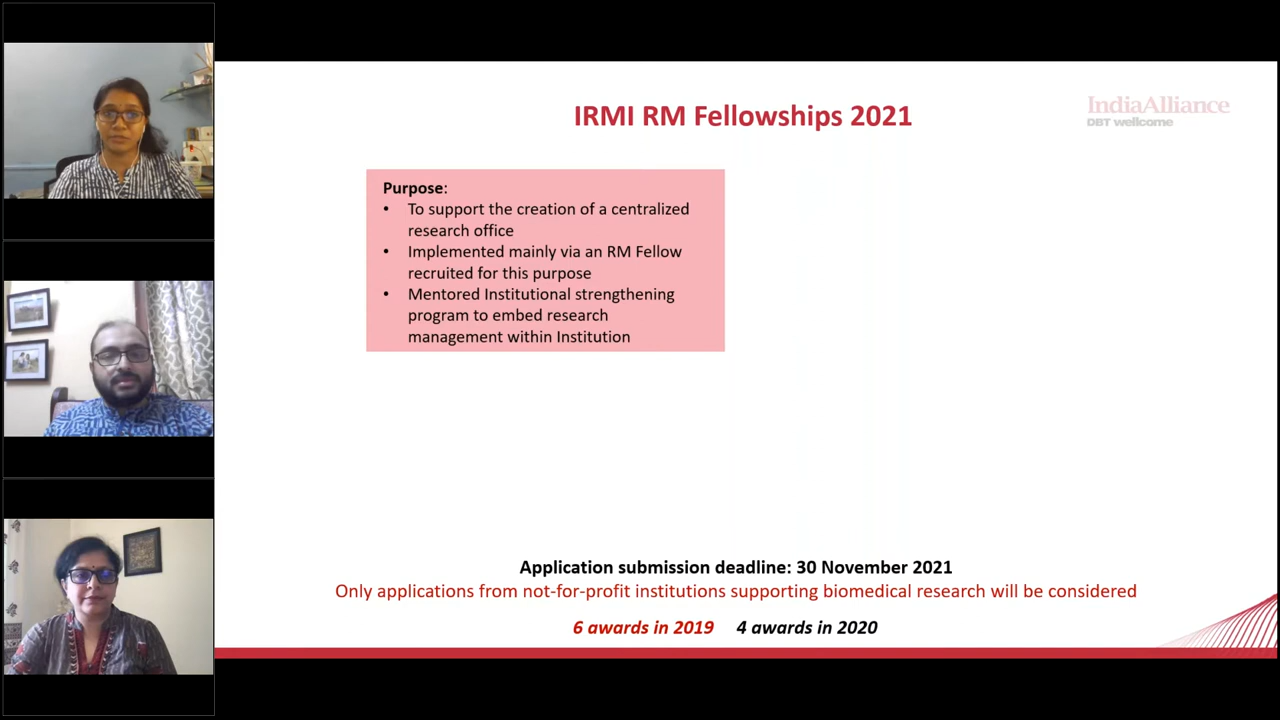 IRMI RM Fellowships 2021
IndiaAlliance
DBT wellcome
Purpose:
• To support the creation of a centralized
research office
• Implemented mainly via an RM Fellow
recruited for this purpose
• Mentored Institutional strengthening
program to embed research
management within Institution
Application submission deadline: 30 November 2021
Only applications from not-for-profit institutions supporting biomedical research will be considered
6 awards in 2019 4 awards in 2020